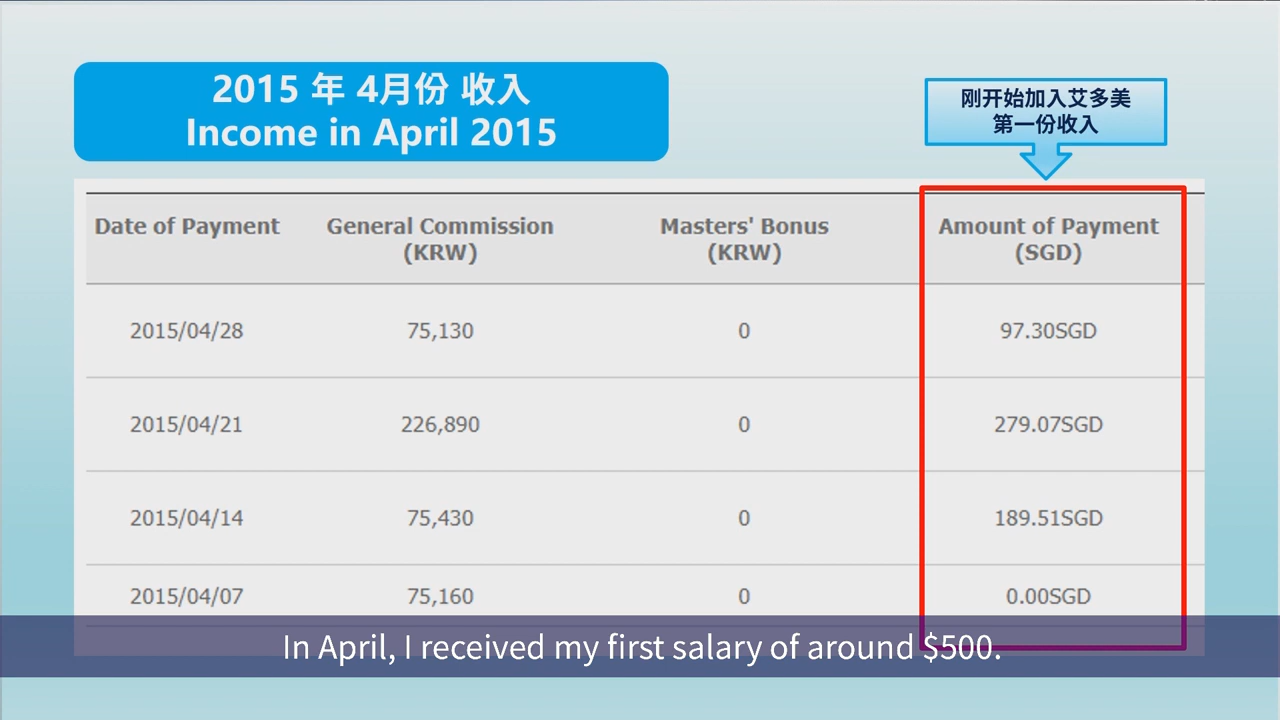 2015 年 4月份 收入
Income in April 2015
刚开始加入艾多美
第一份收入
Date of Payment General Commission (KRW) Masters' Bonus (KRW) Amount of Payment (SGD)
2015/04/28 75,130 0 97.30SGD
2015/04/21 226,890 0 279.07SGD
2015/04/14 75,430 0 189.51SGD
2015/04/07 75,160 0 0.00SGD
In April, I received my first salary of around $500.